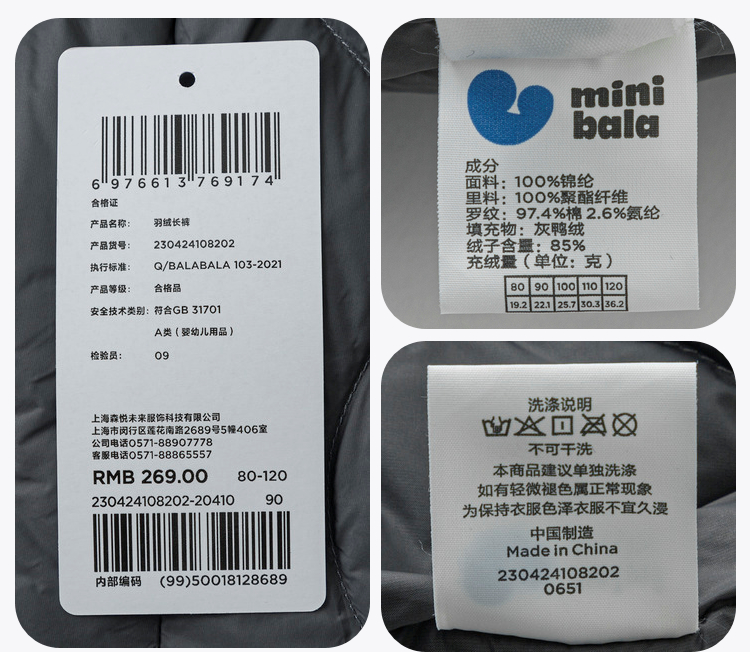 6 976613 769174
合格证
产品名称: 羽绒长裤
产品货号: 230424108202
执行标准: Q/BALABALA 103-2021
产品等级: 合格品
安全技术类别: 符合GB 31701
A类（婴幼儿用品）
检验员: 09
上海森悦未来服饰科技有限公司
上海市闵行区莲花南路2689号5幢406室
公司电话0571-88907778
客服电话0571-88865557
RMB 269.00 80-120
230424108202-20410 90
内部编码 (99)50018128689
mini
bala
成分
面料: 100%锦纶
里料: 100%聚酯纤维
罗纹: 97.4%棉 2.6%氨纶
填充物: 灰鸭绒
绒子含量: 85%
充绒量（单位: 克）
80 90 100 110 120
19.2 22.1 25.7 30.3 36.2
洗涤说明
不可干洗
本商品建议单独洗涤
如有轻微褪色属正常现象
为保持衣服色泽衣服不宜久浸
中国制造
Made in China
230424108202
0651